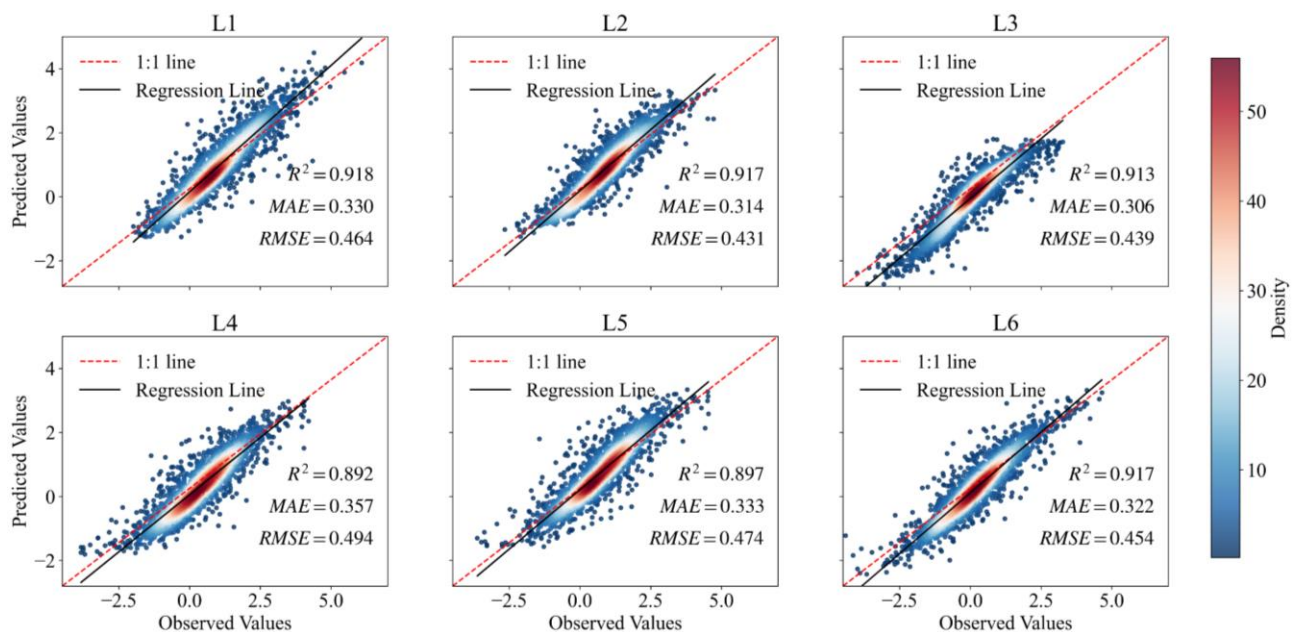 L1
1:1 line
Regression Line
R² = 0.918
MAE = 0.330
RMSE = 0.464
4
2
0
−2
Predicted Values
L2
1:1 line
Regression Line
R² = 0.917
MAE = 0.314
RMSE = 0.431
L3
1:1 line
Regression Line
R² = 0.913
MAE = 0.306
RMSE = 0.439
L4
1:1 line
Regression Line
R² = 0.892
MAE = 0.357
RMSE = 0.494
4
2
0
−2
Predicted Values
−2.5 0.0 2.5 5.0
Observed Values
L5
1:1 line
Regression Line
R² = 0.897
MAE = 0.333
RMSE = 0.474
−2.5 0.0 2.5 5.0
Observed Values
L6
1:1 line
Regression Line
R² = 0.917
MAE = 0.322
RMSE = 0.454
−2.5 0.0 2.5 5.0
Observed Values
50
40
30
20
10
Density